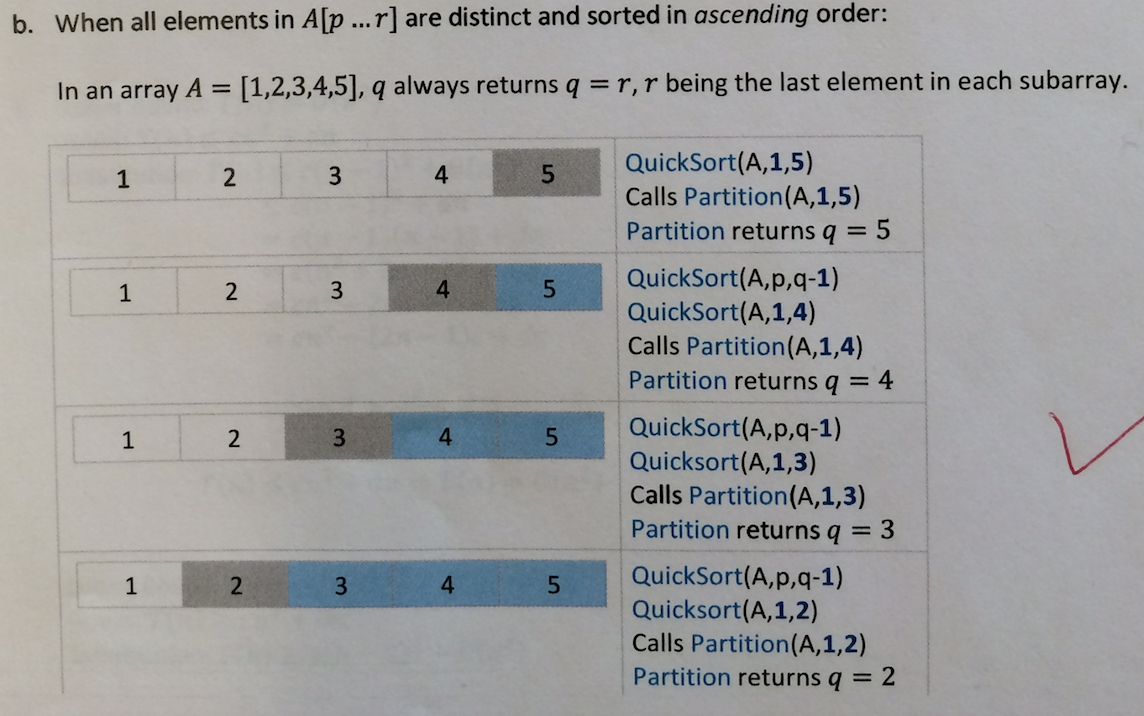 b. When all elements in A[p ... r] are distinct and sorted in ascending order:
In an array A = [1,2,3,4,5], q always returns q = r, r being the last element in each subarray.
1 2 3 4 5
QuickSort(A,1,5)
Calls Partition(A,1,5)
Partition returns q = 5
1 2 3 4 5
QuickSort(A,p,q-1)
QuickSort(A,1,4)
Calls Partition(A,1,4)
Partition returns q = 4
1 2 3 4 5
QuickSort(A,p,q-1)
Quicksort(A,1,3)
Calls Partition(A,1,3)
Partition returns q = 3
1 2 3 4 5
QuickSort(A,p,q-1)
Quicksort(A,1,2)
Calls Partition(A,1,2)
Partition returns q = 2